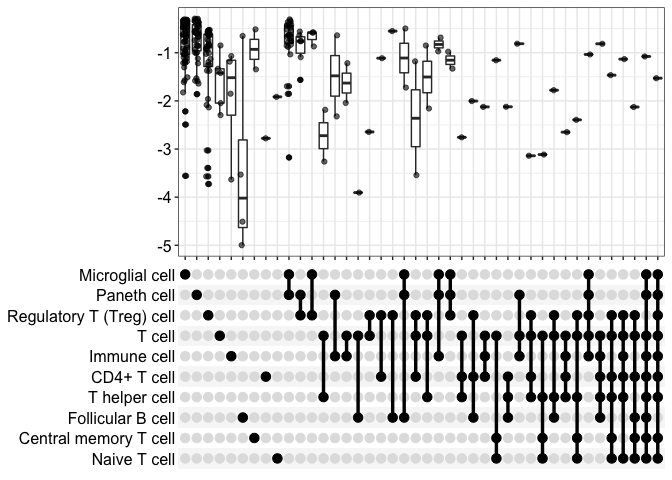 -1
-2
-3
-4
-5
Microglial cell
Paneth cell
Regulatory T (Treg) cell
T cell
Immune cell
CD4+ T cell
T helper cell
Follicular B cell
Central memory T cell
Naive T cell